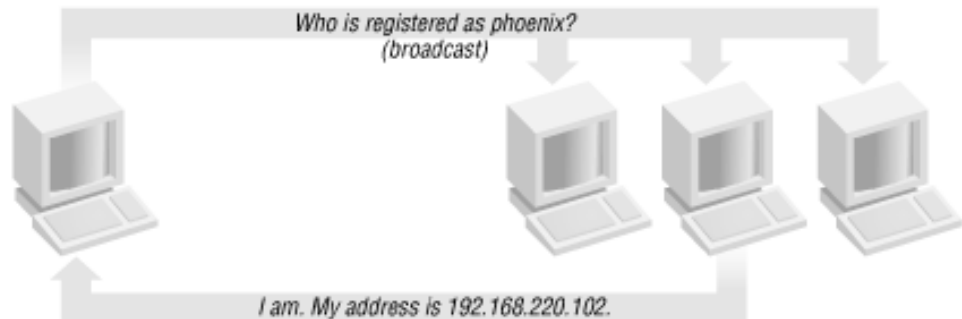 Who is registered as phoenix?
(broadcast)
I am. My address is 192.168.220.102.